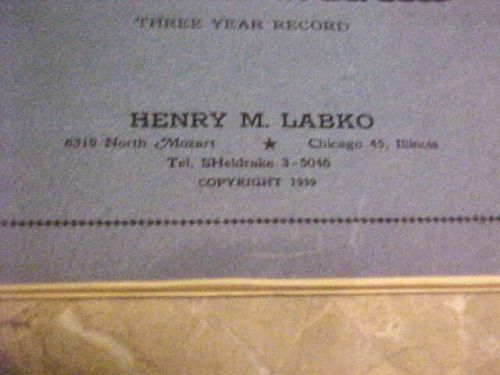 THREE YEAR RECORD
HENRY M. LABKO
6319 North Mozart ★ Chicago 45, Illinois
Tel. SHeldrake 3-5046
COPYRIGHT 1939